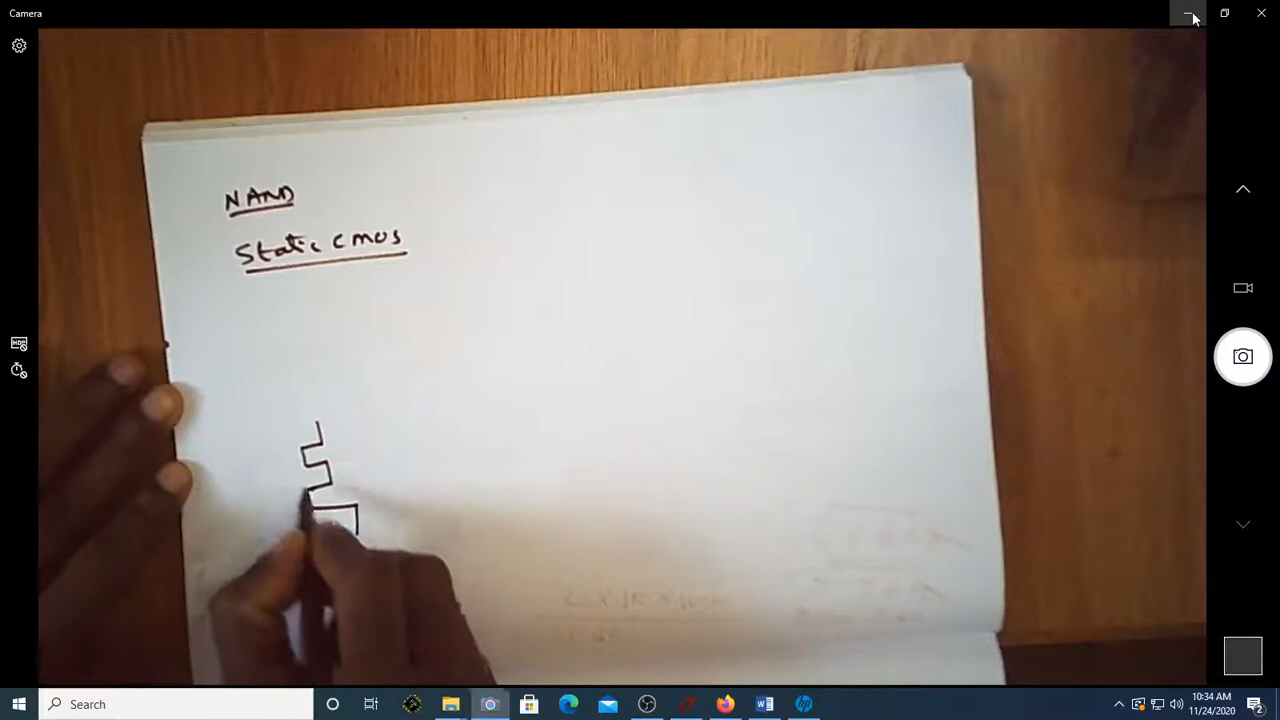 Camera
NAND
Static CMOS
Search
10:34 AM
11/24/2020